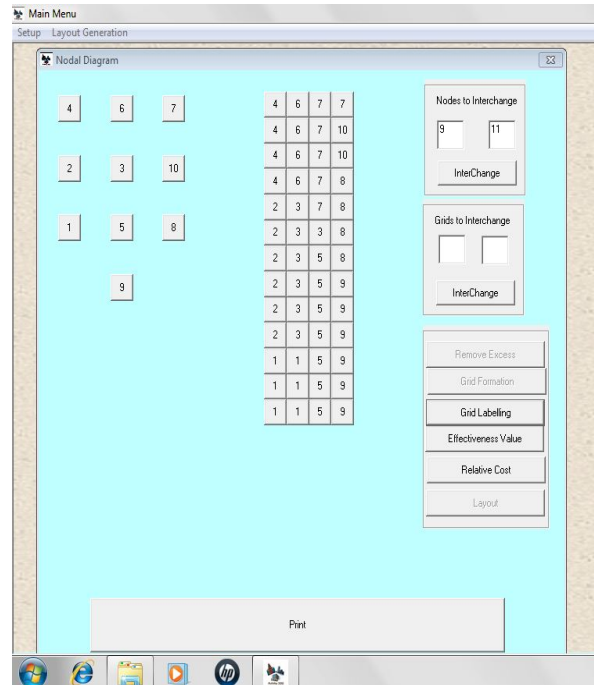 Main Menu
Setup Layout Generation
Nodal Diagram
4 6 7
2 3 10
1 5 8
9
4 6 7 7
4 6 7 10
4 6 7 10
4 6 7 8
2 3 7 8
2 3 3 8
2 3 5 8
2 3 5 9
2 3 5 9
2 3 5 9
1 1 5 9
1 1 5 9
1 1 5 9
Nodes to Interchange
9 11
InterChange
Grids to Interchange
InterChange
Remove Excess
Grid Formation
Grid Labelling
Effectiveness Value
Relative Cost
Layout
Print
hp